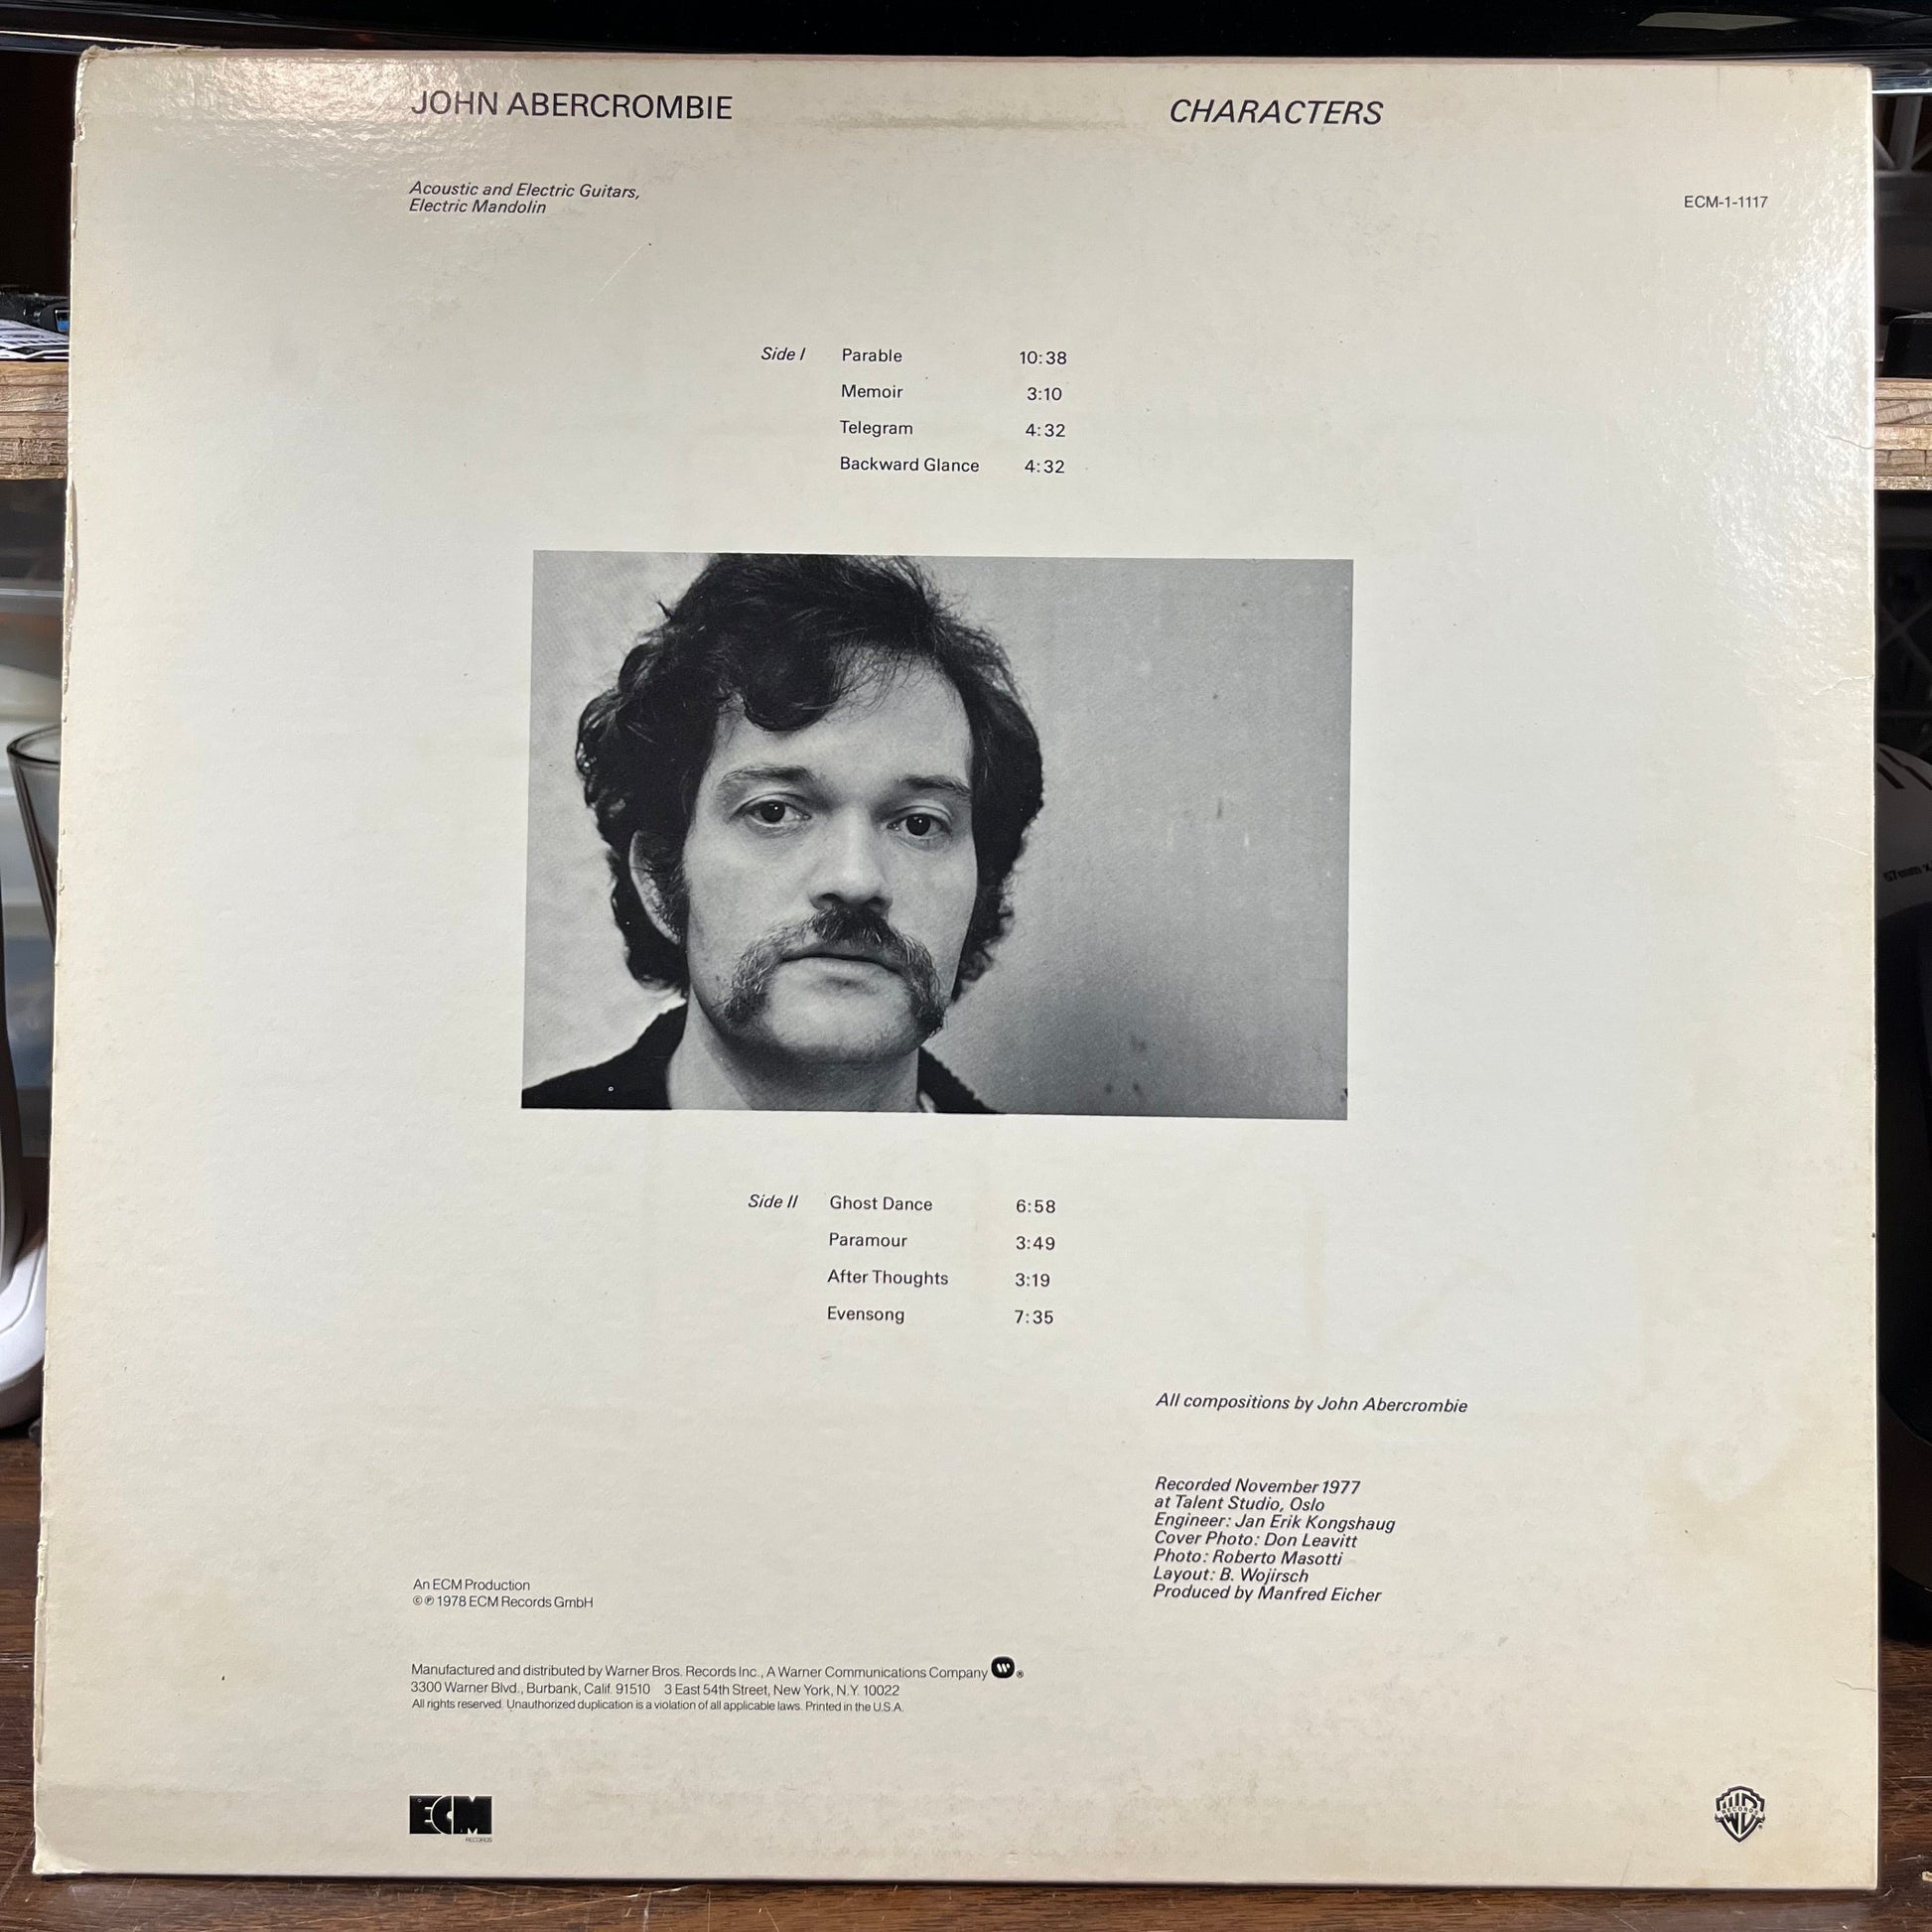 JOHN ABERCROMBIE CHARACTERS
Acoustic and Electric Guitars,
Electric Mandolin
ECM-1-1117
Side I Parable 10:38
Memoir 3:10
Telegram 4:32
Backward Glance 4:32
Side II Ghost Dance 6:58
Paramour 3:49
After Thoughts 3:19
Evensong 7:35
All compositions by John Abercrombie
Recorded November 1977
at Talent Studio, Oslo
Engineer: Jan Erik Kongshaug
Cover Photo: Don Leavitt
Photo: Roberto Masotti
Layout: B. Wojirsch
Produced by Manfred Eicher
An ECM Production
©℗ 1978 ECM Records GmbH
Manufactured and distributed by Warner Bros. Records Inc., A Warner Communications Company ®
3300 Warner Blvd., Burbank, Calif. 91510 3 East 54th Street, New York, N.Y. 10022
All rights reserved. Unauthorized duplication is a violation of all applicable laws. Printed in the U.S.A.
ECM
RECORDS
WB
RECORDS
57mm x